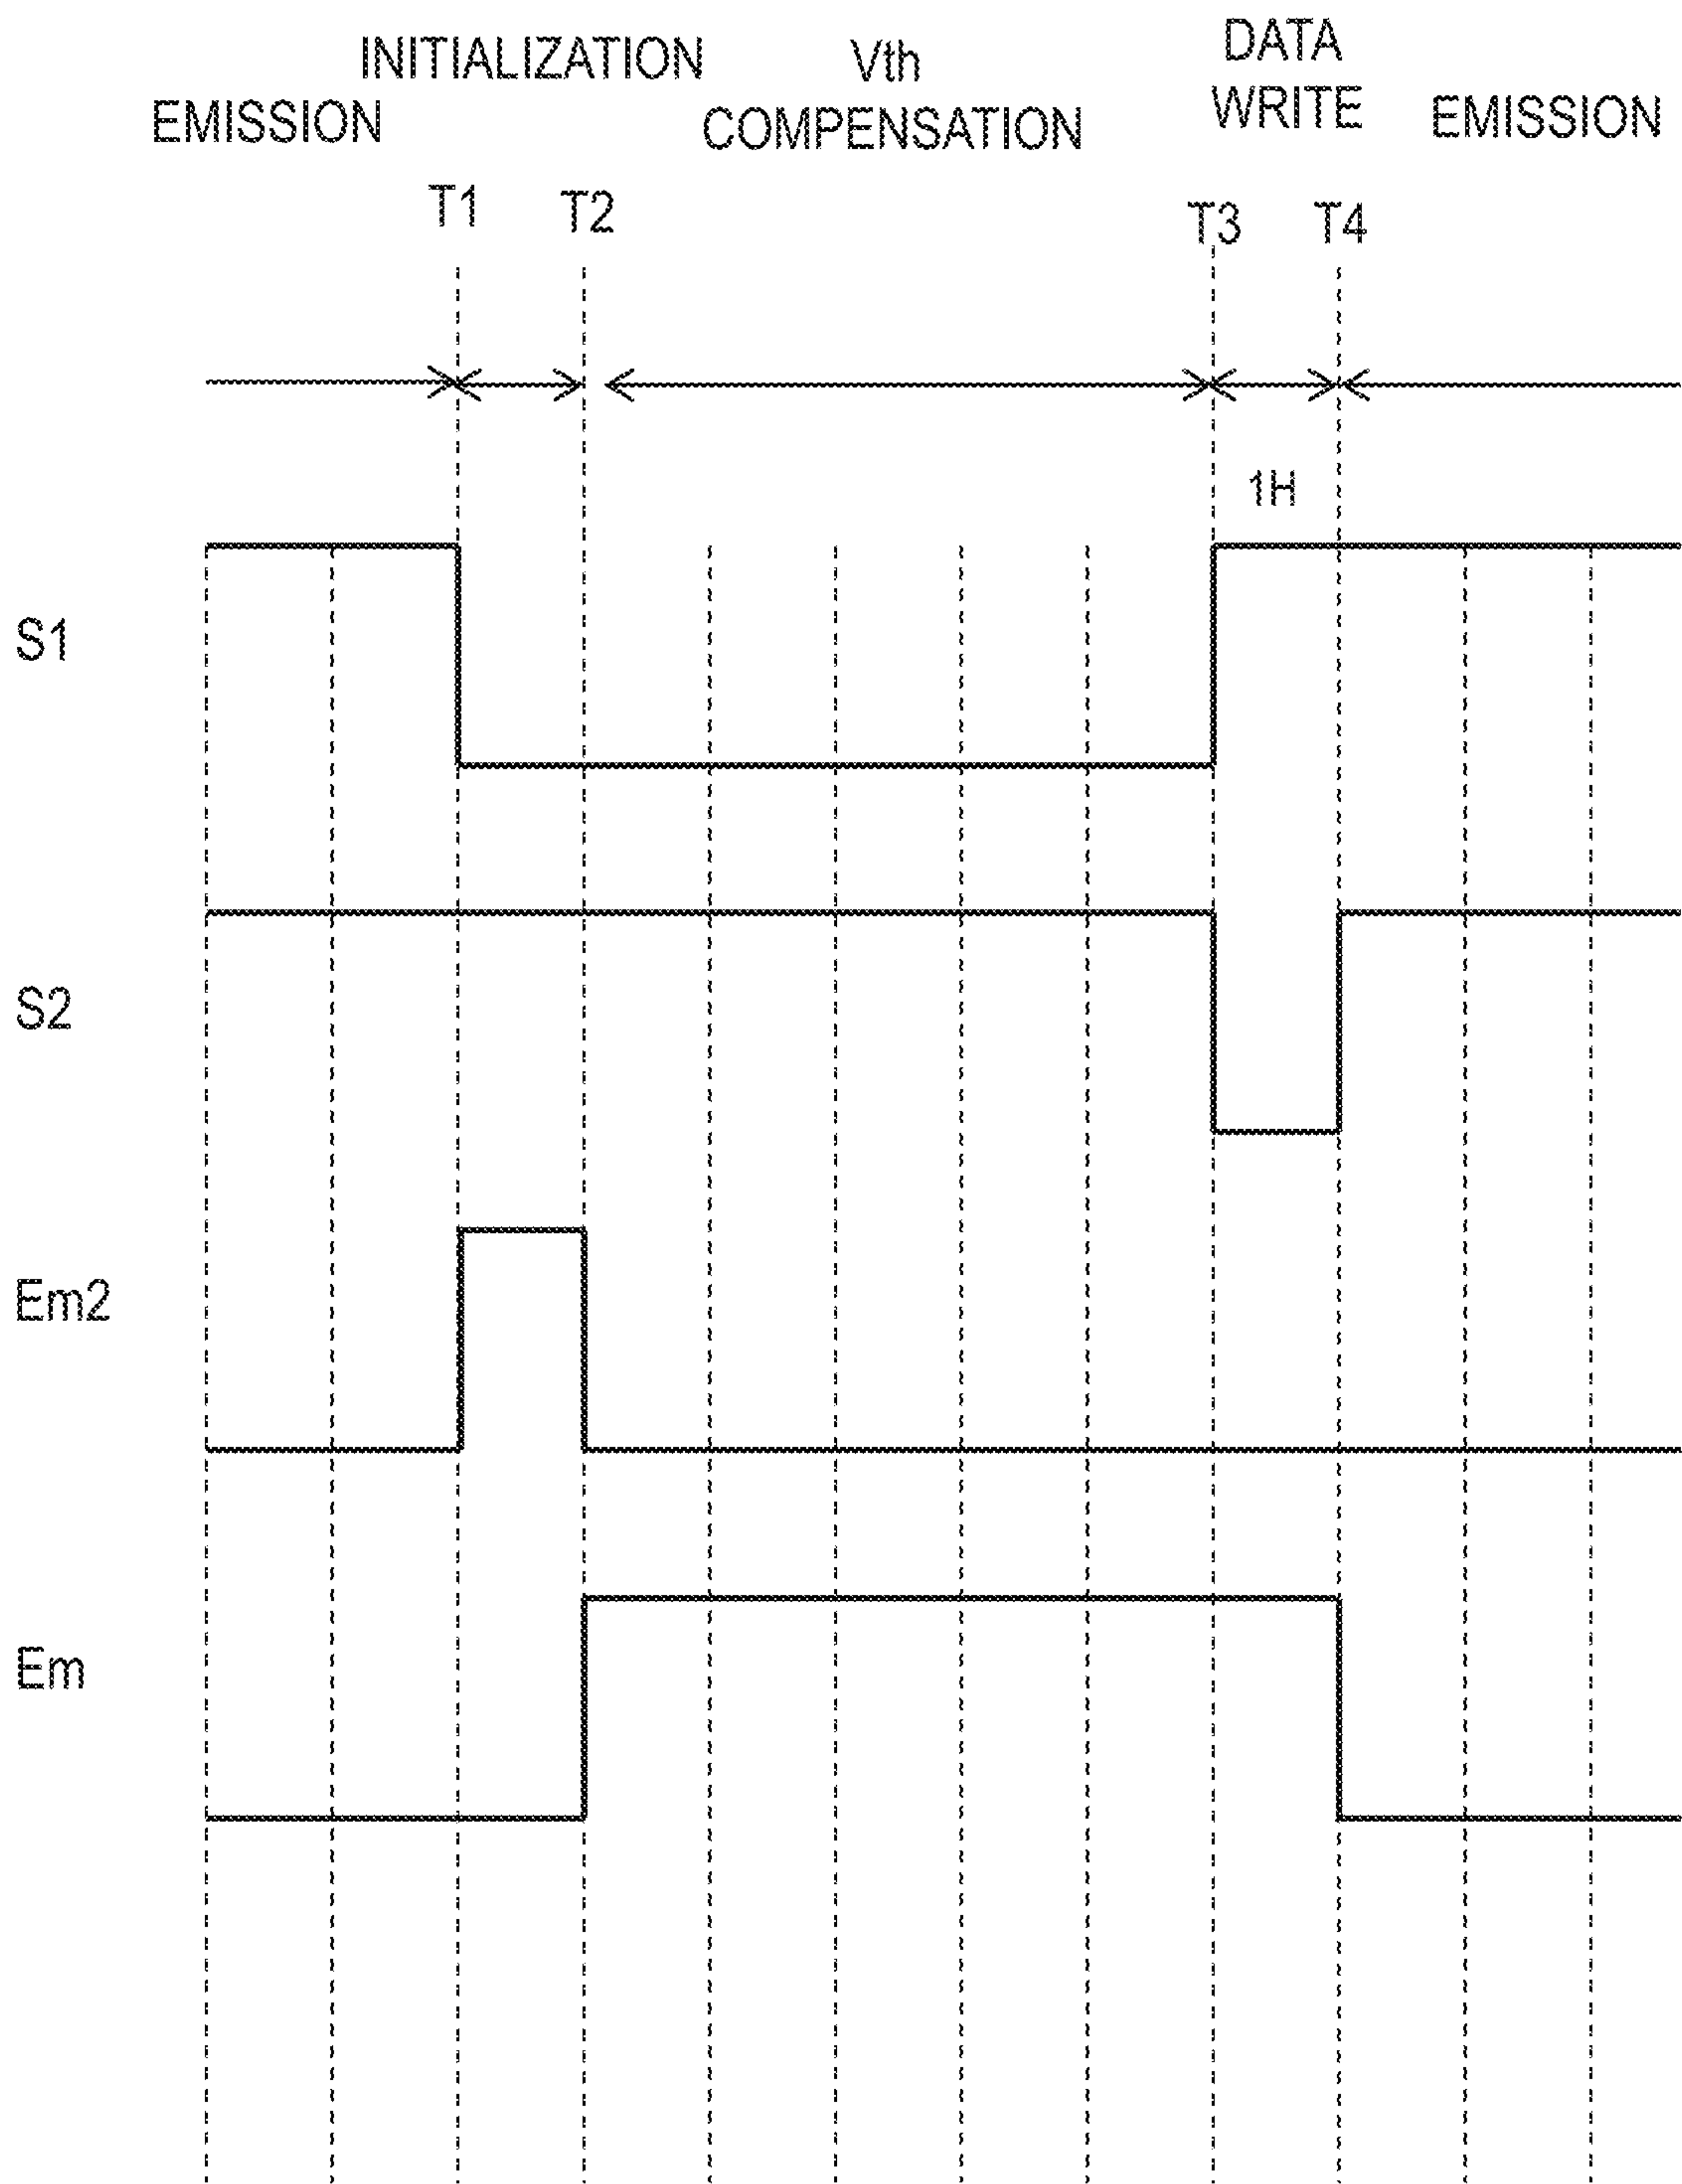 EMISSION
INITIALIZATION
Vth
COMPENSATION
DATA
WRITE
EMISSION
T1
T2
T3
T4
1H
S1
S2
Em2
Em